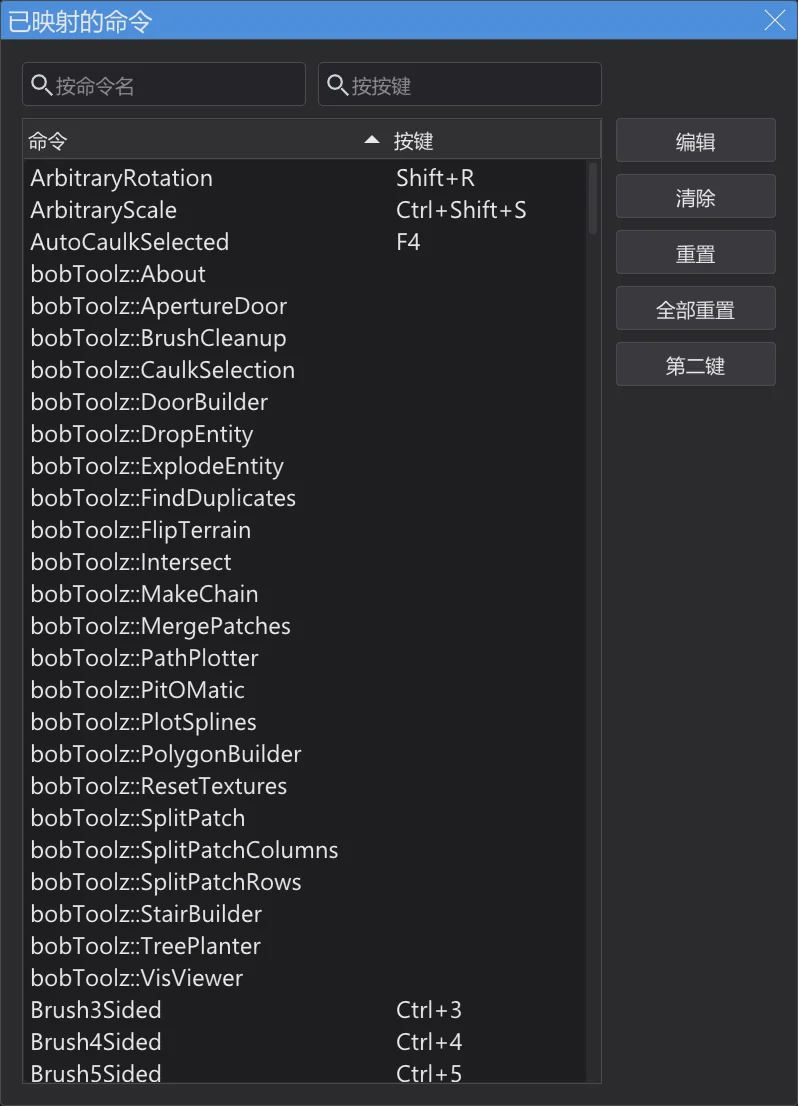 已映射的命令
按命令名
按按键
命令 按键
ArbitraryRotation Shift+R
ArbitraryScale Ctrl+Shift+S
AutoCaulkSelected F4
bobToolz::About
bobToolz::ApertureDoor
bobToolz::BrushCleanup
bobToolz::CaulkSelection
bobToolz::DoorBuilder
bobToolz::DropEntity
bobToolz::ExplodeEntity
bobToolz::FindDuplicates
bobToolz::FlipTerrain
bobToolz::Intersect
bobToolz::MakeChain
bobToolz::MergePatches
bobToolz::PathPlotter
bobToolz::PitOMatic
bobToolz::PlotSplines
bobToolz::PolygonBuilder
bobToolz::ResetTextures
bobToolz::SplitPatch
bobToolz::SplitPatchColumns
bobToolz::SplitPatchRows
bobToolz::StairBuilder
bobToolz::TreePlanter
bobToolz::VisViewer
Brush3Sided Ctrl+3
Brush4Sided Ctrl+4
Brush5Sided Ctrl+5
编辑
清除
重置
全部重置
第二键